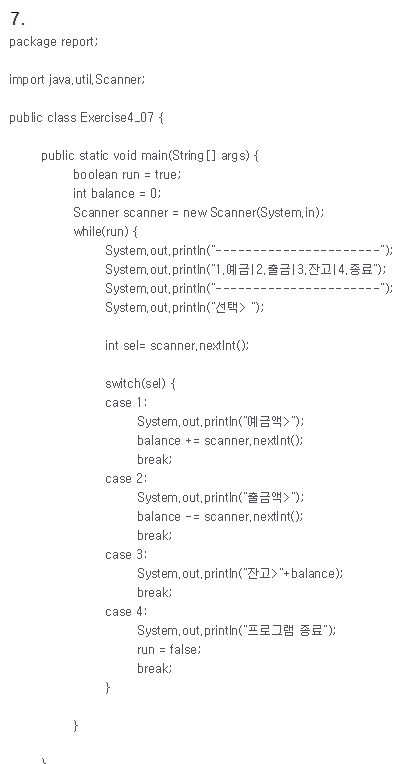 7.
package report;
import java.util.Scanner;
public class Exercise4_07 {
public static void main(String[] args) {
boolean run = true;
int balance = 0;
Scanner scanner = new Scanner(System.in);
while(run) {
System.out.println("----------------------");
System.out.println("1.예금|2.출금|3.잔고|4.종료");
System.out.println("----------------------");
System.out.println("선택> ");
int sel= scanner.nextInt();
switch(sel) {
case 1:
System.out.println("예금액>");
balance += scanner.nextInt();
break;
case 2:
System.out.println("출금액>");
balance -= scanner.nextInt();
break;
case 3:
System.out.println("잔고>"+balance);
break;
case 4:
System.out.println("프로그램 종료");
run = false;
break;
}
}